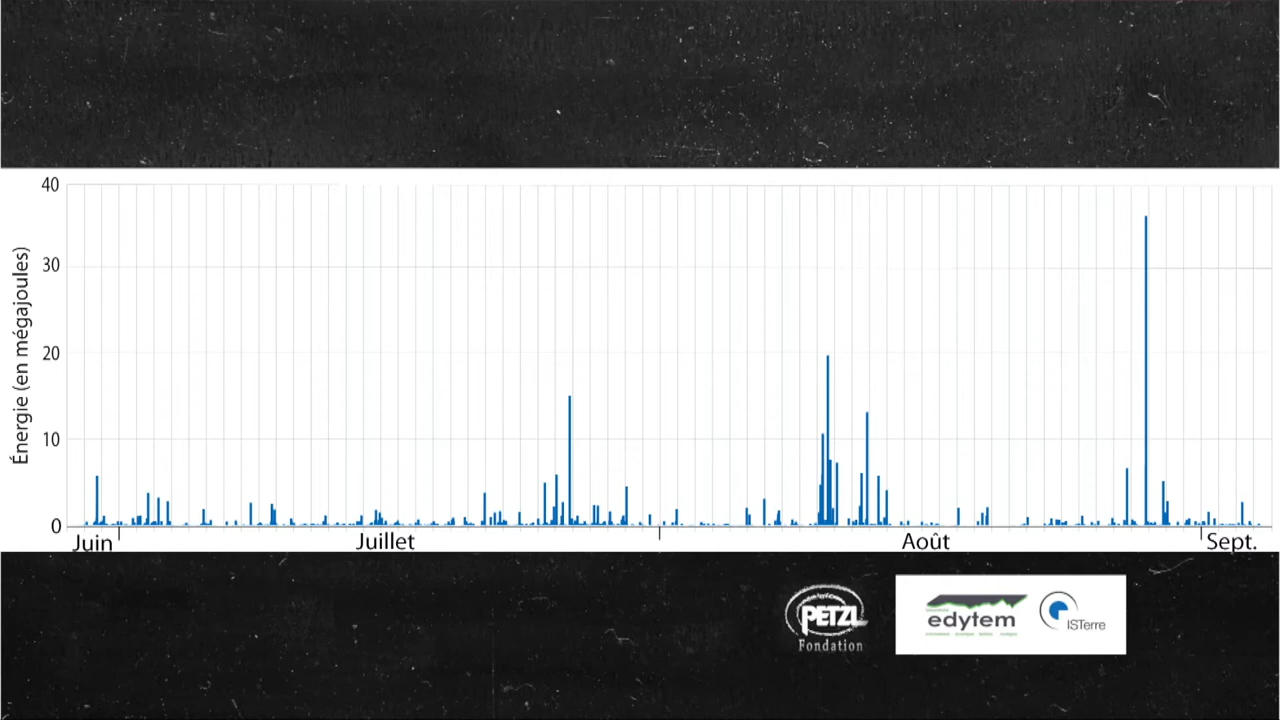 40
30
20
10
0
Énergie (en mégajoules)
Juin
Juillet
Août
Sept.
PETZL
Fondation
edytem
ISTerre